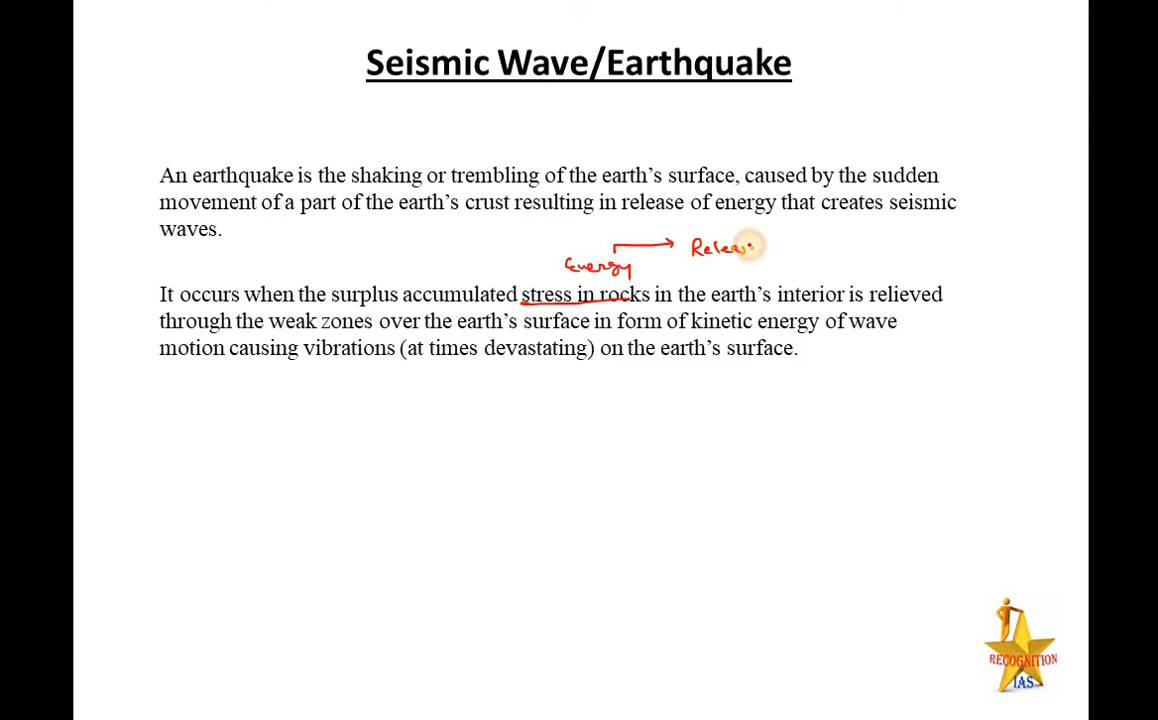 Seismic Wave/Earthquake
An earthquake is the shaking or trembling of the earth's surface, caused by the sudden
movement of a part of the earth's crust resulting in release of energy that creates seismic
waves.
Releas
Energy
It occurs when the surplus accumulated stress in rocks in the earth's interior is relieved
through the weak zones over the earth's surface in form of kinetic energy of wave
motion causing vibrations (at times devastating) on the earth's surface.
RECOGNITION
IAS